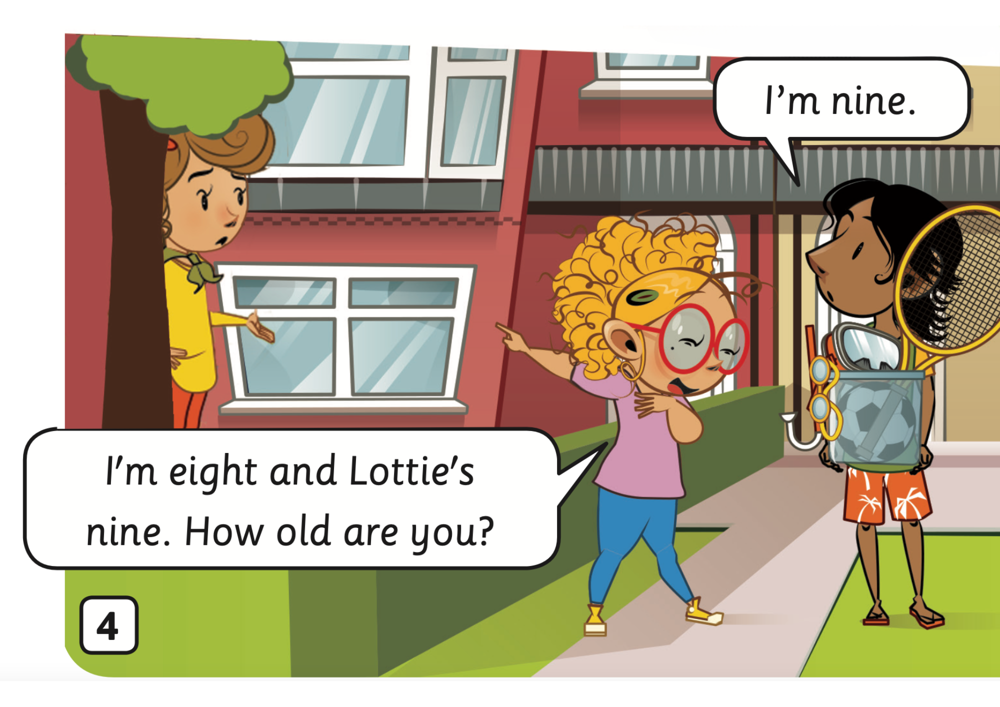 I'm eight and Lottie's
nine. How old are you?
I'm nine.
4